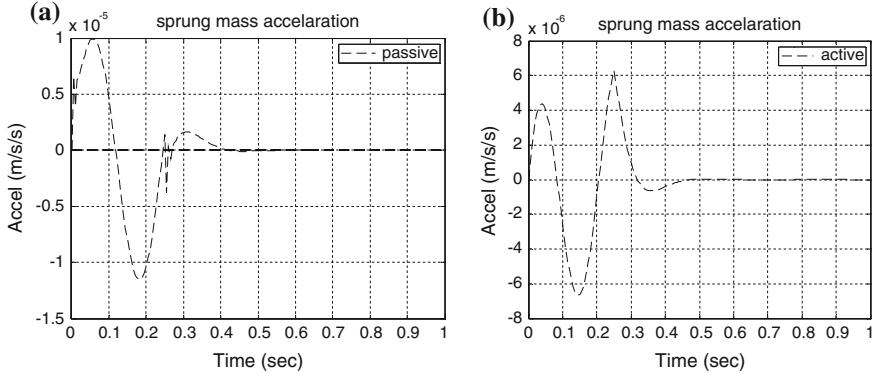 (a)
x 10^-5
sprung mass accelaration
passive
1
0.5
0
-0.5
-1
-1.5
Accel (m/s/s)
0 0.1 0.2 0.3 0.4 0.5 0.6 0.7 0.8 0.9 1
Time (sec)
(b)
x 10^-6
sprung mass accelaration
active
8
6
4
2
0
-2
-4
-6
-8
Accel (m/s/s)
0 0.1 0.2 0.3 0.4 0.5 0.6 0.7 0.8 0.9 1
Time (sec)